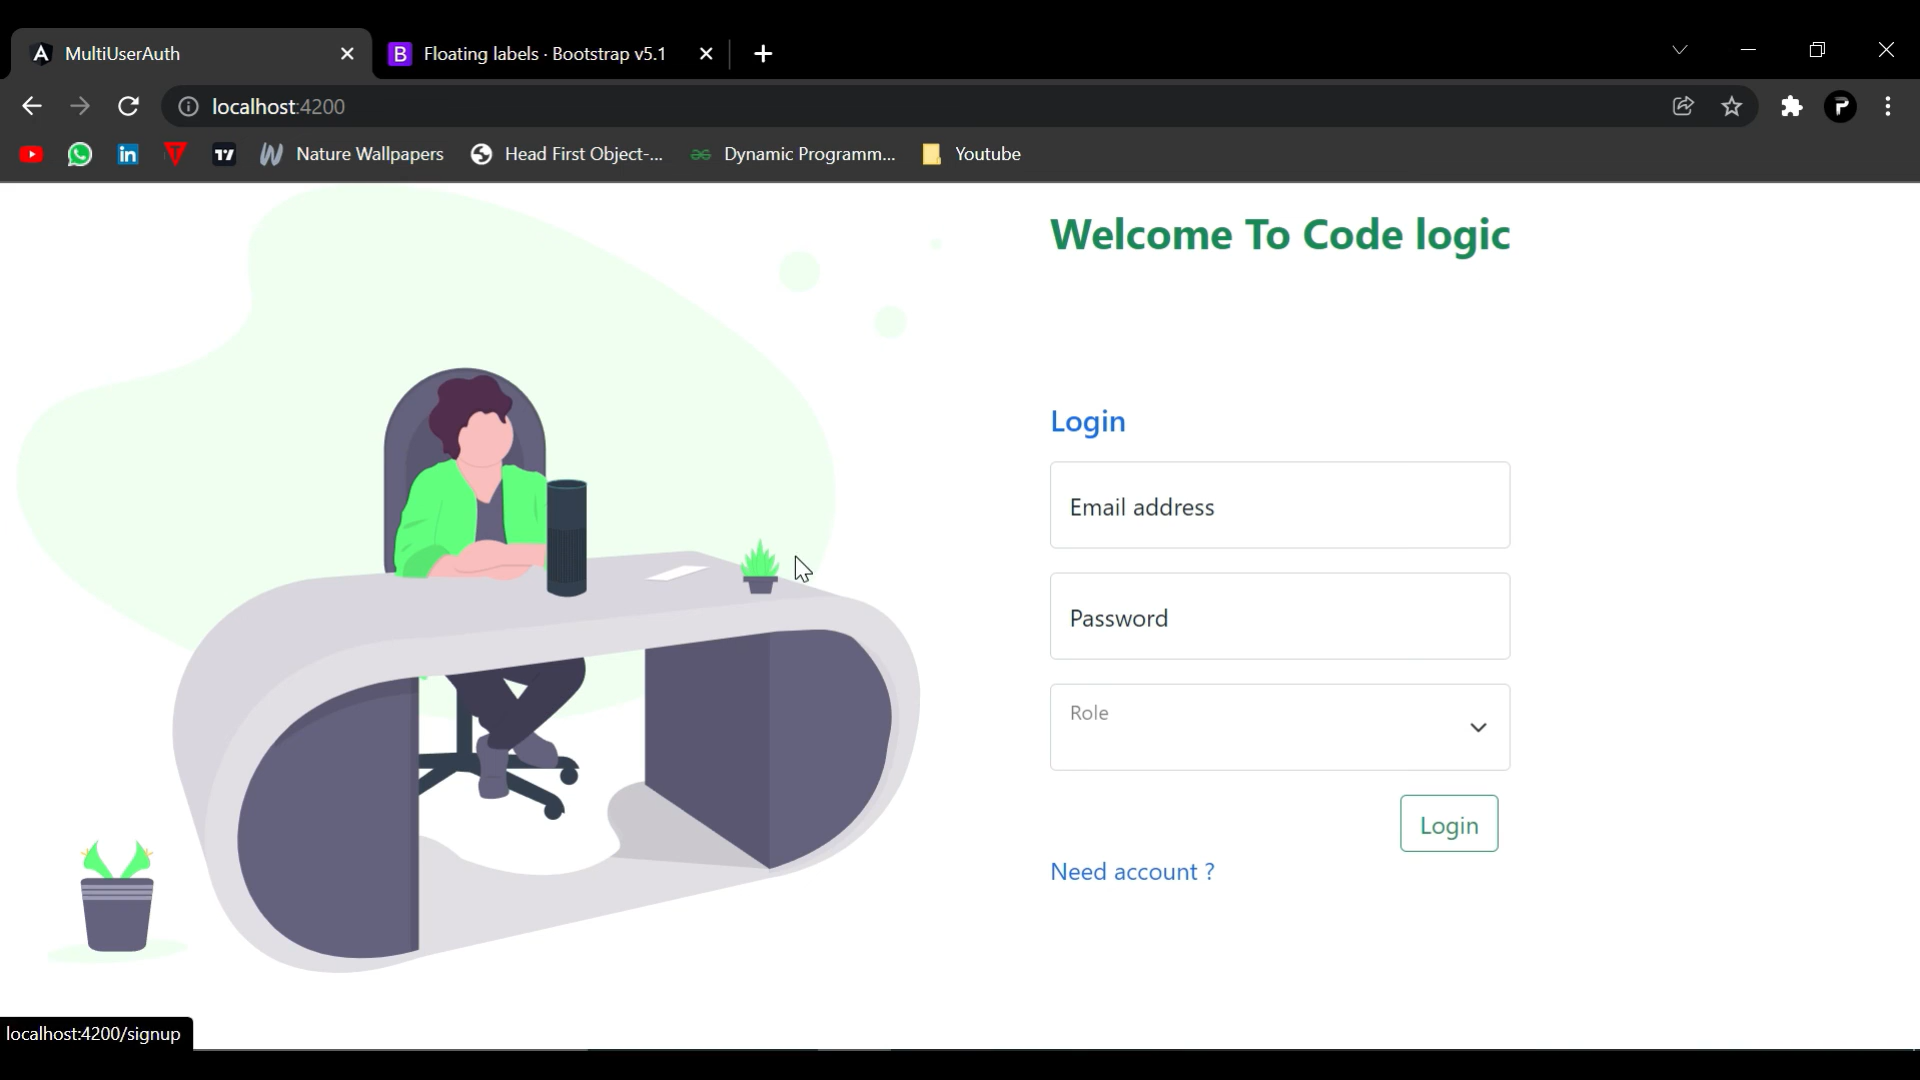 MultiUserAuth
Floating labels · Bootstrap v5.1
localhost:4200
Nature Wallpapers
Head First Object-...
Dynamic Programm...
Youtube
Welcome To Code logic
Login
Email address
Password
Role
Login
Need account ?
localhost:4200/signup